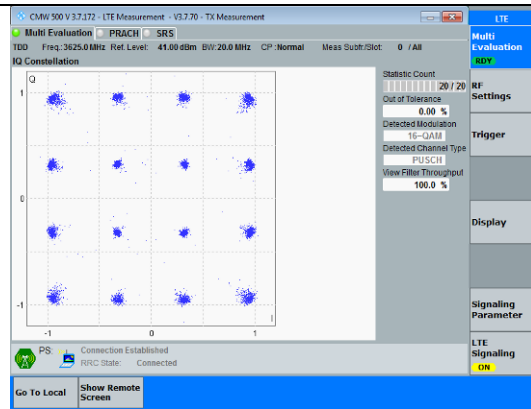 CMW 500 V 3.7.172 - LTE Measurement - V3.7.70 - TX Measurement
LTE
Multi Evaluation PRACH SRS
TDD Freq.:3625.0 MHz Ref. Level: 41.00 dBm BW:20.0 MHz CP :Normal Meas Subfr./Slot: 0 / All
IQ Constellation
Multi
Evaluation
RDY
RF
Settings
Trigger
Display
Signaling
Parameter
LTE
Signaling
ON
Statistic Count
20 / 20
Out of Tolerance
0.00 %
Detected Modulation
16-QAM
Detected Channel Type
PUSCH
View Filter Throughput
100.0 %
Q
1
0
-1
I
-1 0 1
PS:
Connection Established
RRC State: Connected
Go To Local
Show Remote
Screen